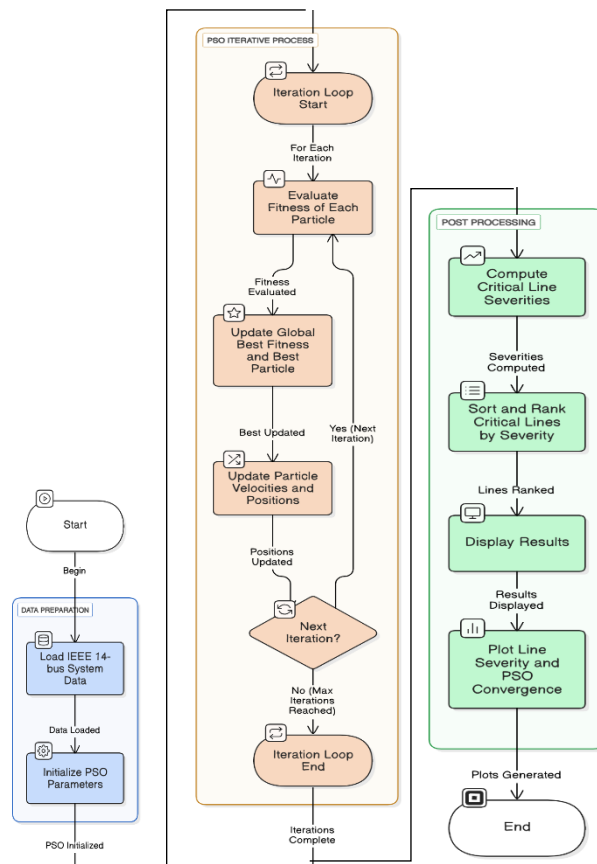 Start
Begin
DATA PREPARATION
Load IEEE 14-
bus System
Data
Data Loaded
Initialize PSO
Parameters
PSO Initialized
PSO ITERATIVE PROCESS
Iteration Loop
Start
For Each
Iteration
Evaluate
Fitness of Each
Particle
Fitness
Evaluated
Update Global
Best Fitness
and Best
Particle
Best Updated
Update Particle
Velocities and
Positions
Positions
Updated
Next
Iteration?
Yes (Next
Iteration)
No (Max
Iterations
Reached)
Iteration Loop
End
Iterations
Complete
POST PROCESSING
Compute
Critical Line
Severities
Severities
Computed
Sort and Rank
Critical Lines
by Severity
Lines Ranked
Display Results
Results
Displayed
Plot Line
Severity and
PSO
Convergence
Plots Generated
End